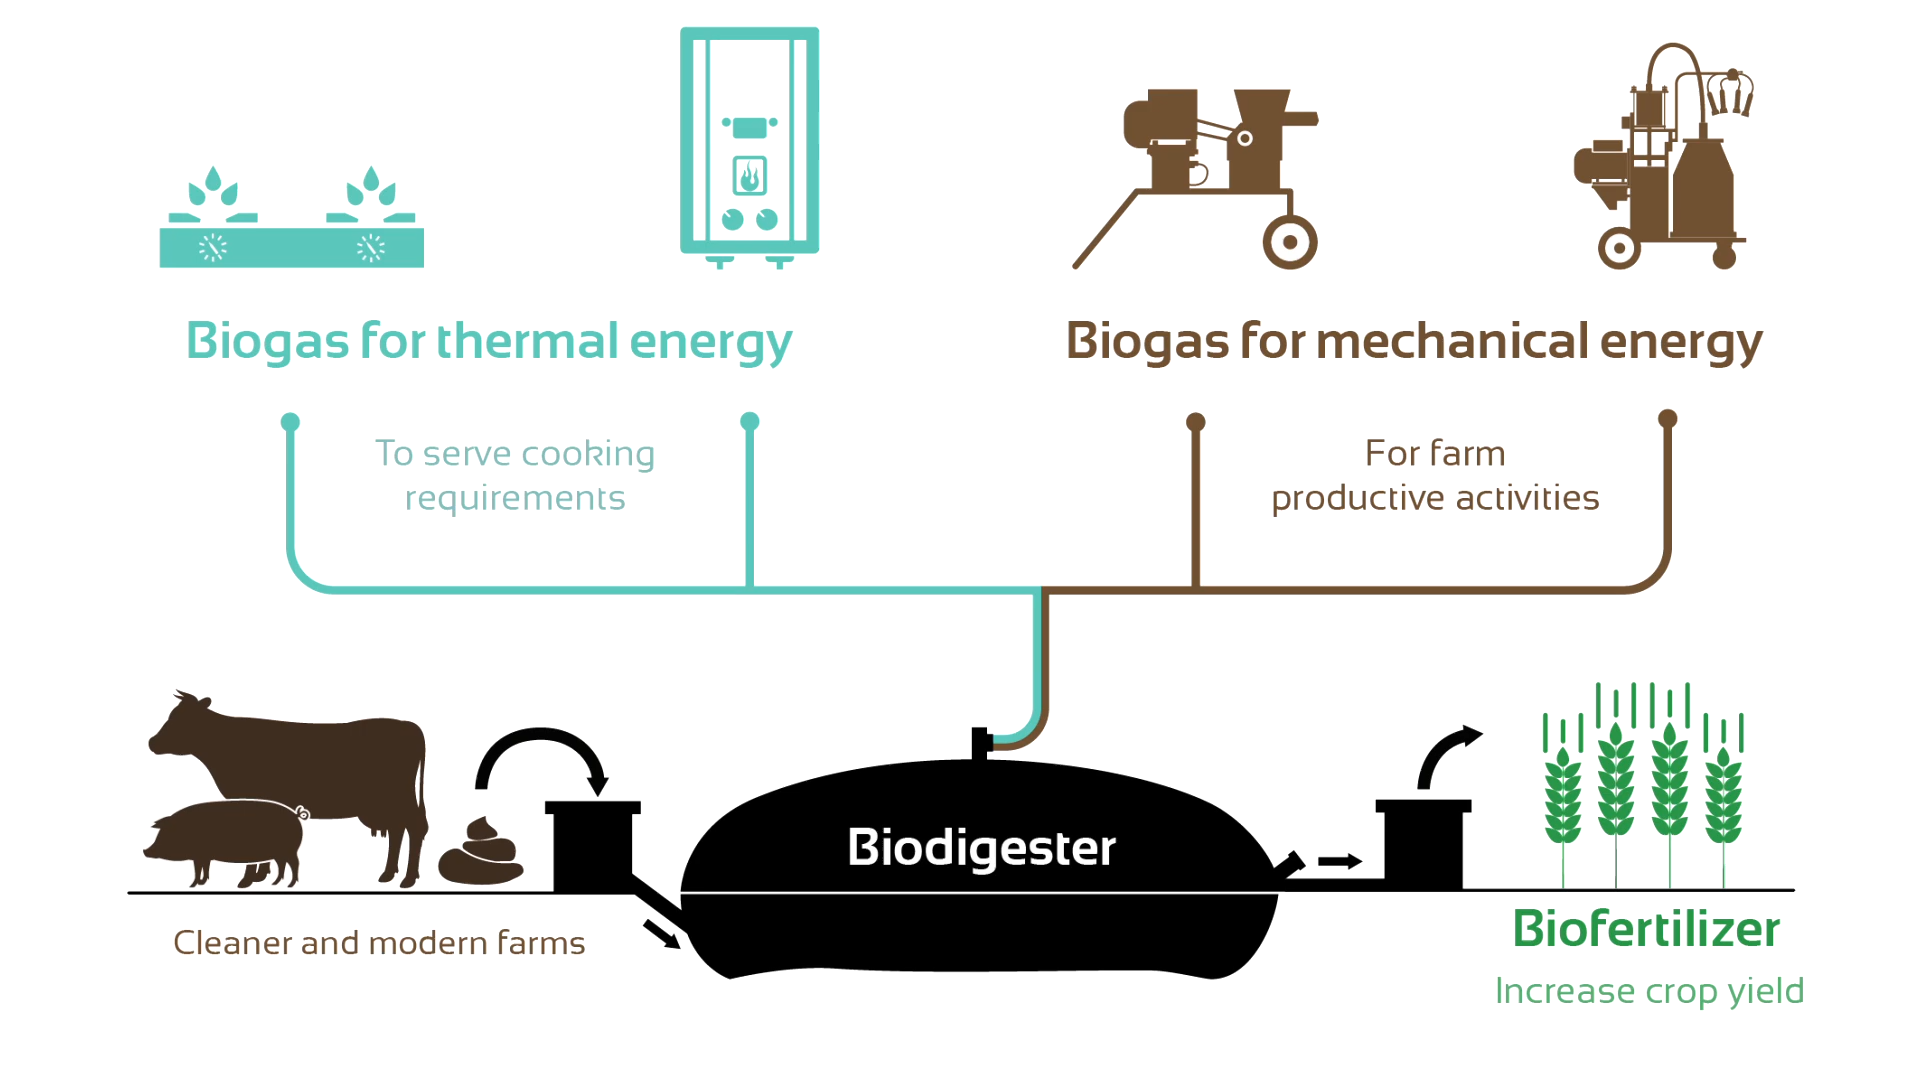 Biogas for thermal energy
Biogas for mechanical energy
To serve cooking
requirements
For farm
productive activities
Biodigester
Cleaner and modern farms
Biofertilizer
Increase crop yield